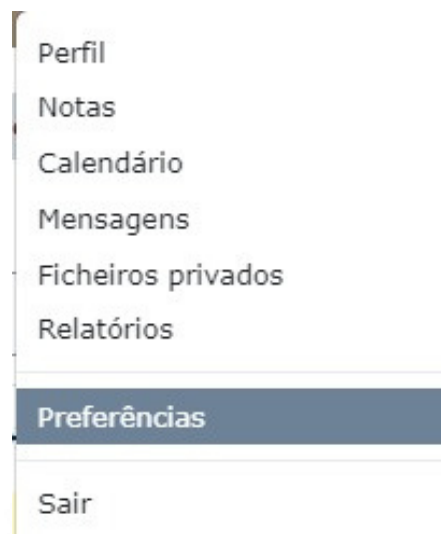 Perfil
Notas
Calendário
Mensagens
Ficheiros privados
Relatórios
Preferências
Sair